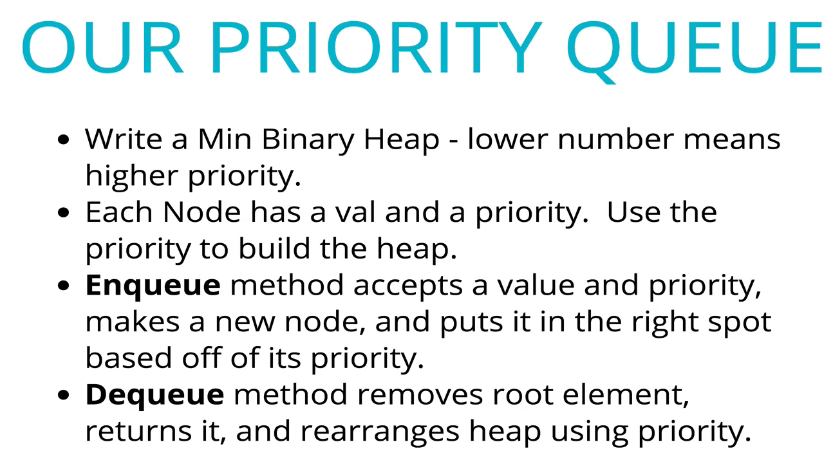 OUR PRIORITY QUEUE
• Write a Min Binary Heap - lower number means
higher priority.
• Each Node has a val and a priority.  Use the
priority to build the heap.
• Enqueue method accepts a value and priority,
makes a new node, and puts it in the right spot
based off of its priority.
• Dequeue method removes root element,
returns it, and rearranges heap using priority.